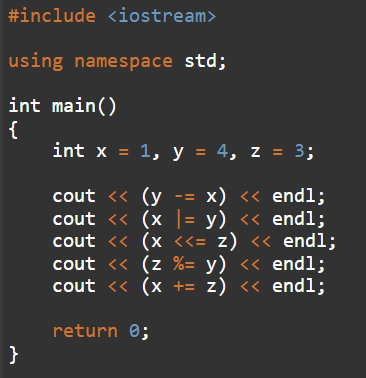 #include <iostream>
using namespace std;
int main()
{
    int x = 1, y = 4, z = 3;
    cout << (y -= x) << endl;
    cout << (x |= y) << endl;
    cout << (x <<= z) << endl;
    cout << (z %= y) << endl;
    cout << (x += z) << endl;
    return 0;
}